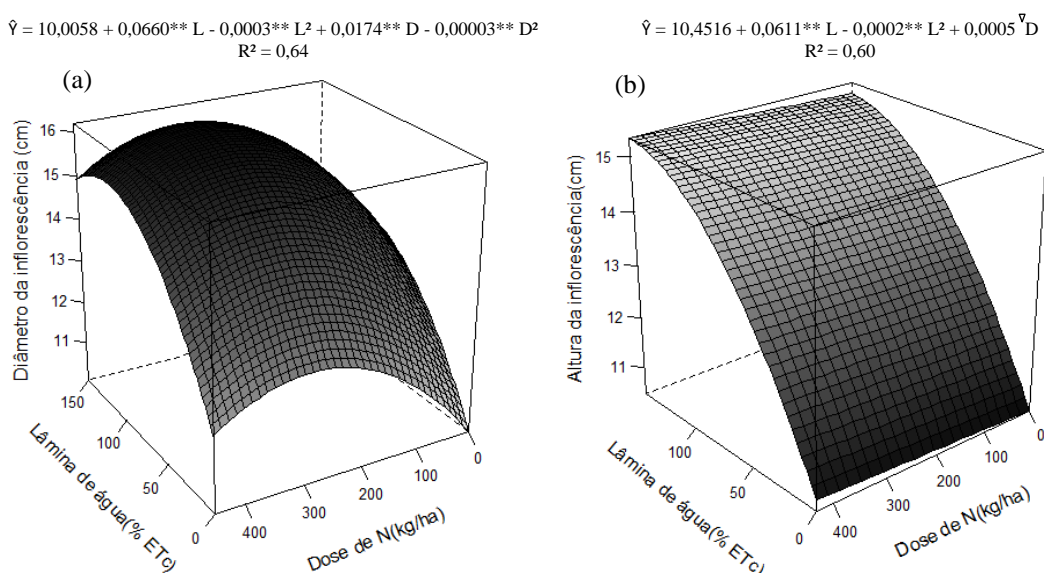 Ŷ = 10,0058 + 0,0660** L - 0,0003** L² + 0,0174** D - 0,00003** D²
R² = 0,64
(a)
Diâmetro da inflorescência (cm)
16
15
14
13
12
11
150
100
50
0
Lâmina de água(% ETc)
400
300
200
100
0
Dose de N(kg/ha)
Ŷ = 10,4516 + 0,0611** L - 0,0002** L² + 0,0005 ∇D
R² = 0,60
(b)
Altura da inflorescência(cm)
15
14
13
12
11
100
50
0
Lâmina de água(% ETc)
400
300
200
100
0
Dose de N(kg/ha)